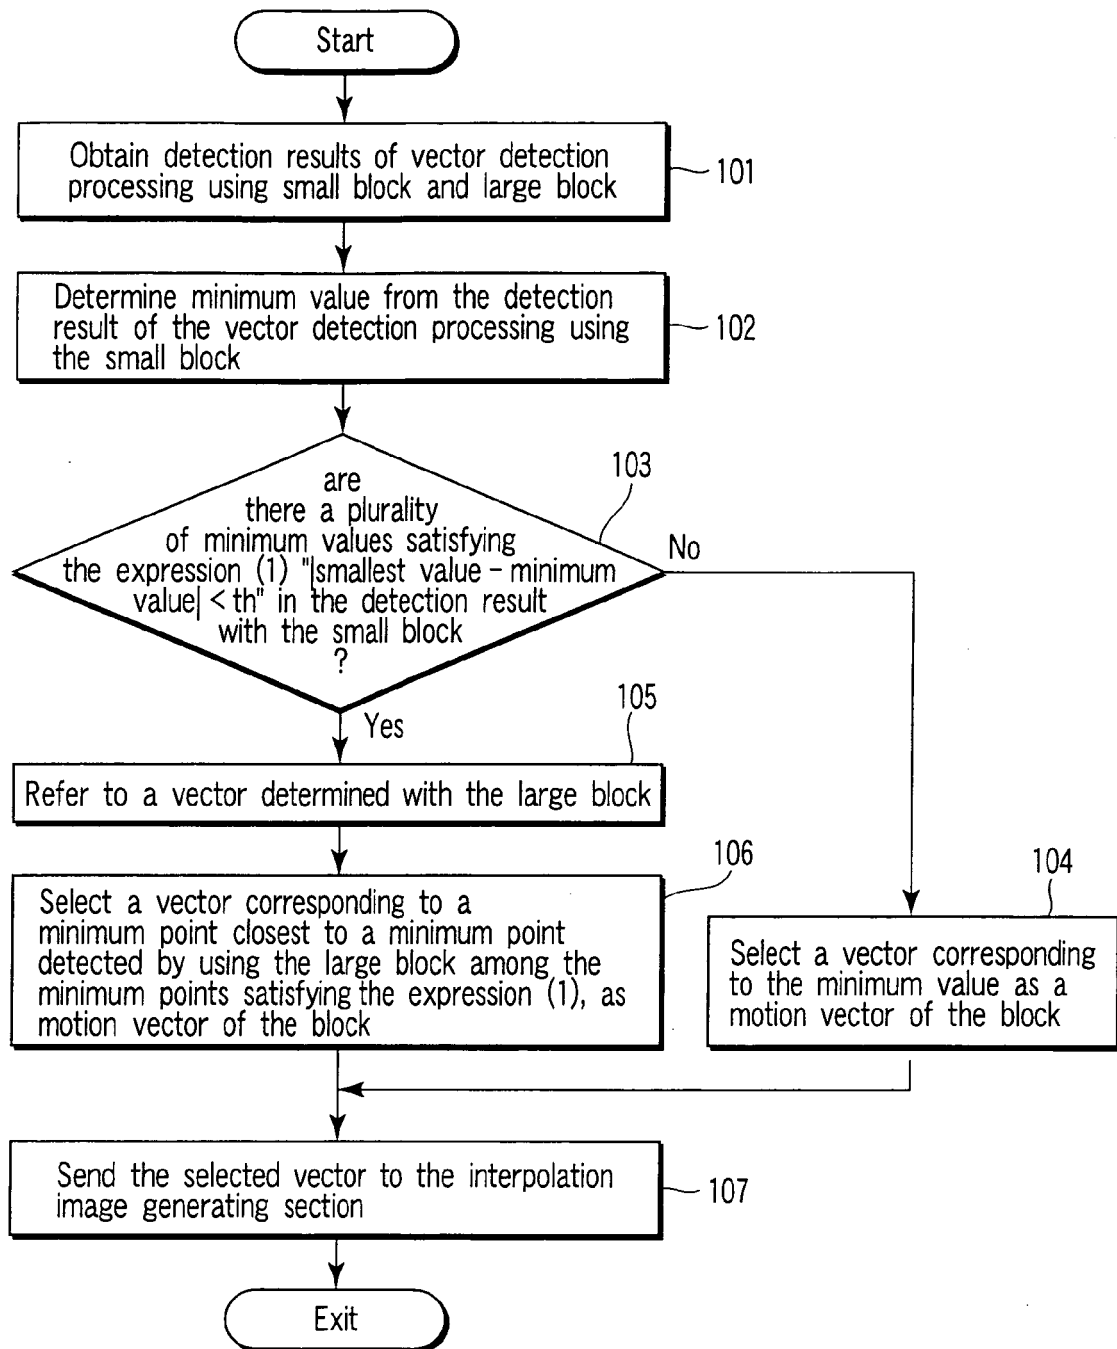 Start
Obtain detection results of vector detection
processing using small block and large block
101
Determine minimum value from the detection
result of the vector detection processing using
the small block
102
103
are
there a plurality
of minimum values satisfying
the expression (1) "|smallest value - minimum
value| < th" in the detection result
with the small block
?
No
Yes
105
Refer to a vector determined with the large block
106
Select a vector corresponding to a
minimum point closest to a minimum point
detected by using the large block among the
minimum points satisfying the expression (1), as
motion vector of the block
104
Select a vector corresponding
to the minimum value as a
motion vector of the block
Send the selected vector to the interpolation
image generating section
107
Exit